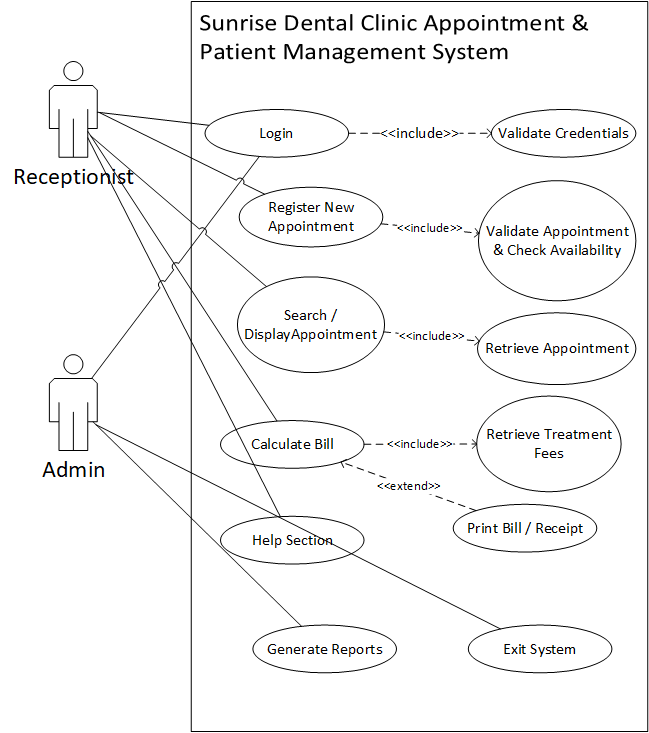 Sunrise Dental Clinic Appointment &
Patient Management System
Receptionist
Login
<<include>>
Validate Credentials
Register New
Appointment
<<include>>
Validate Appointment
& Check Availability
Search /
DisplayAppointment
<<include>>
Retrieve Appointment
Admin
Calculate Bill
<<include>>
Retrieve Treatment
Fees
<<extend>>
Print Bill / Receipt
Help Section
Generate Reports
Exit System